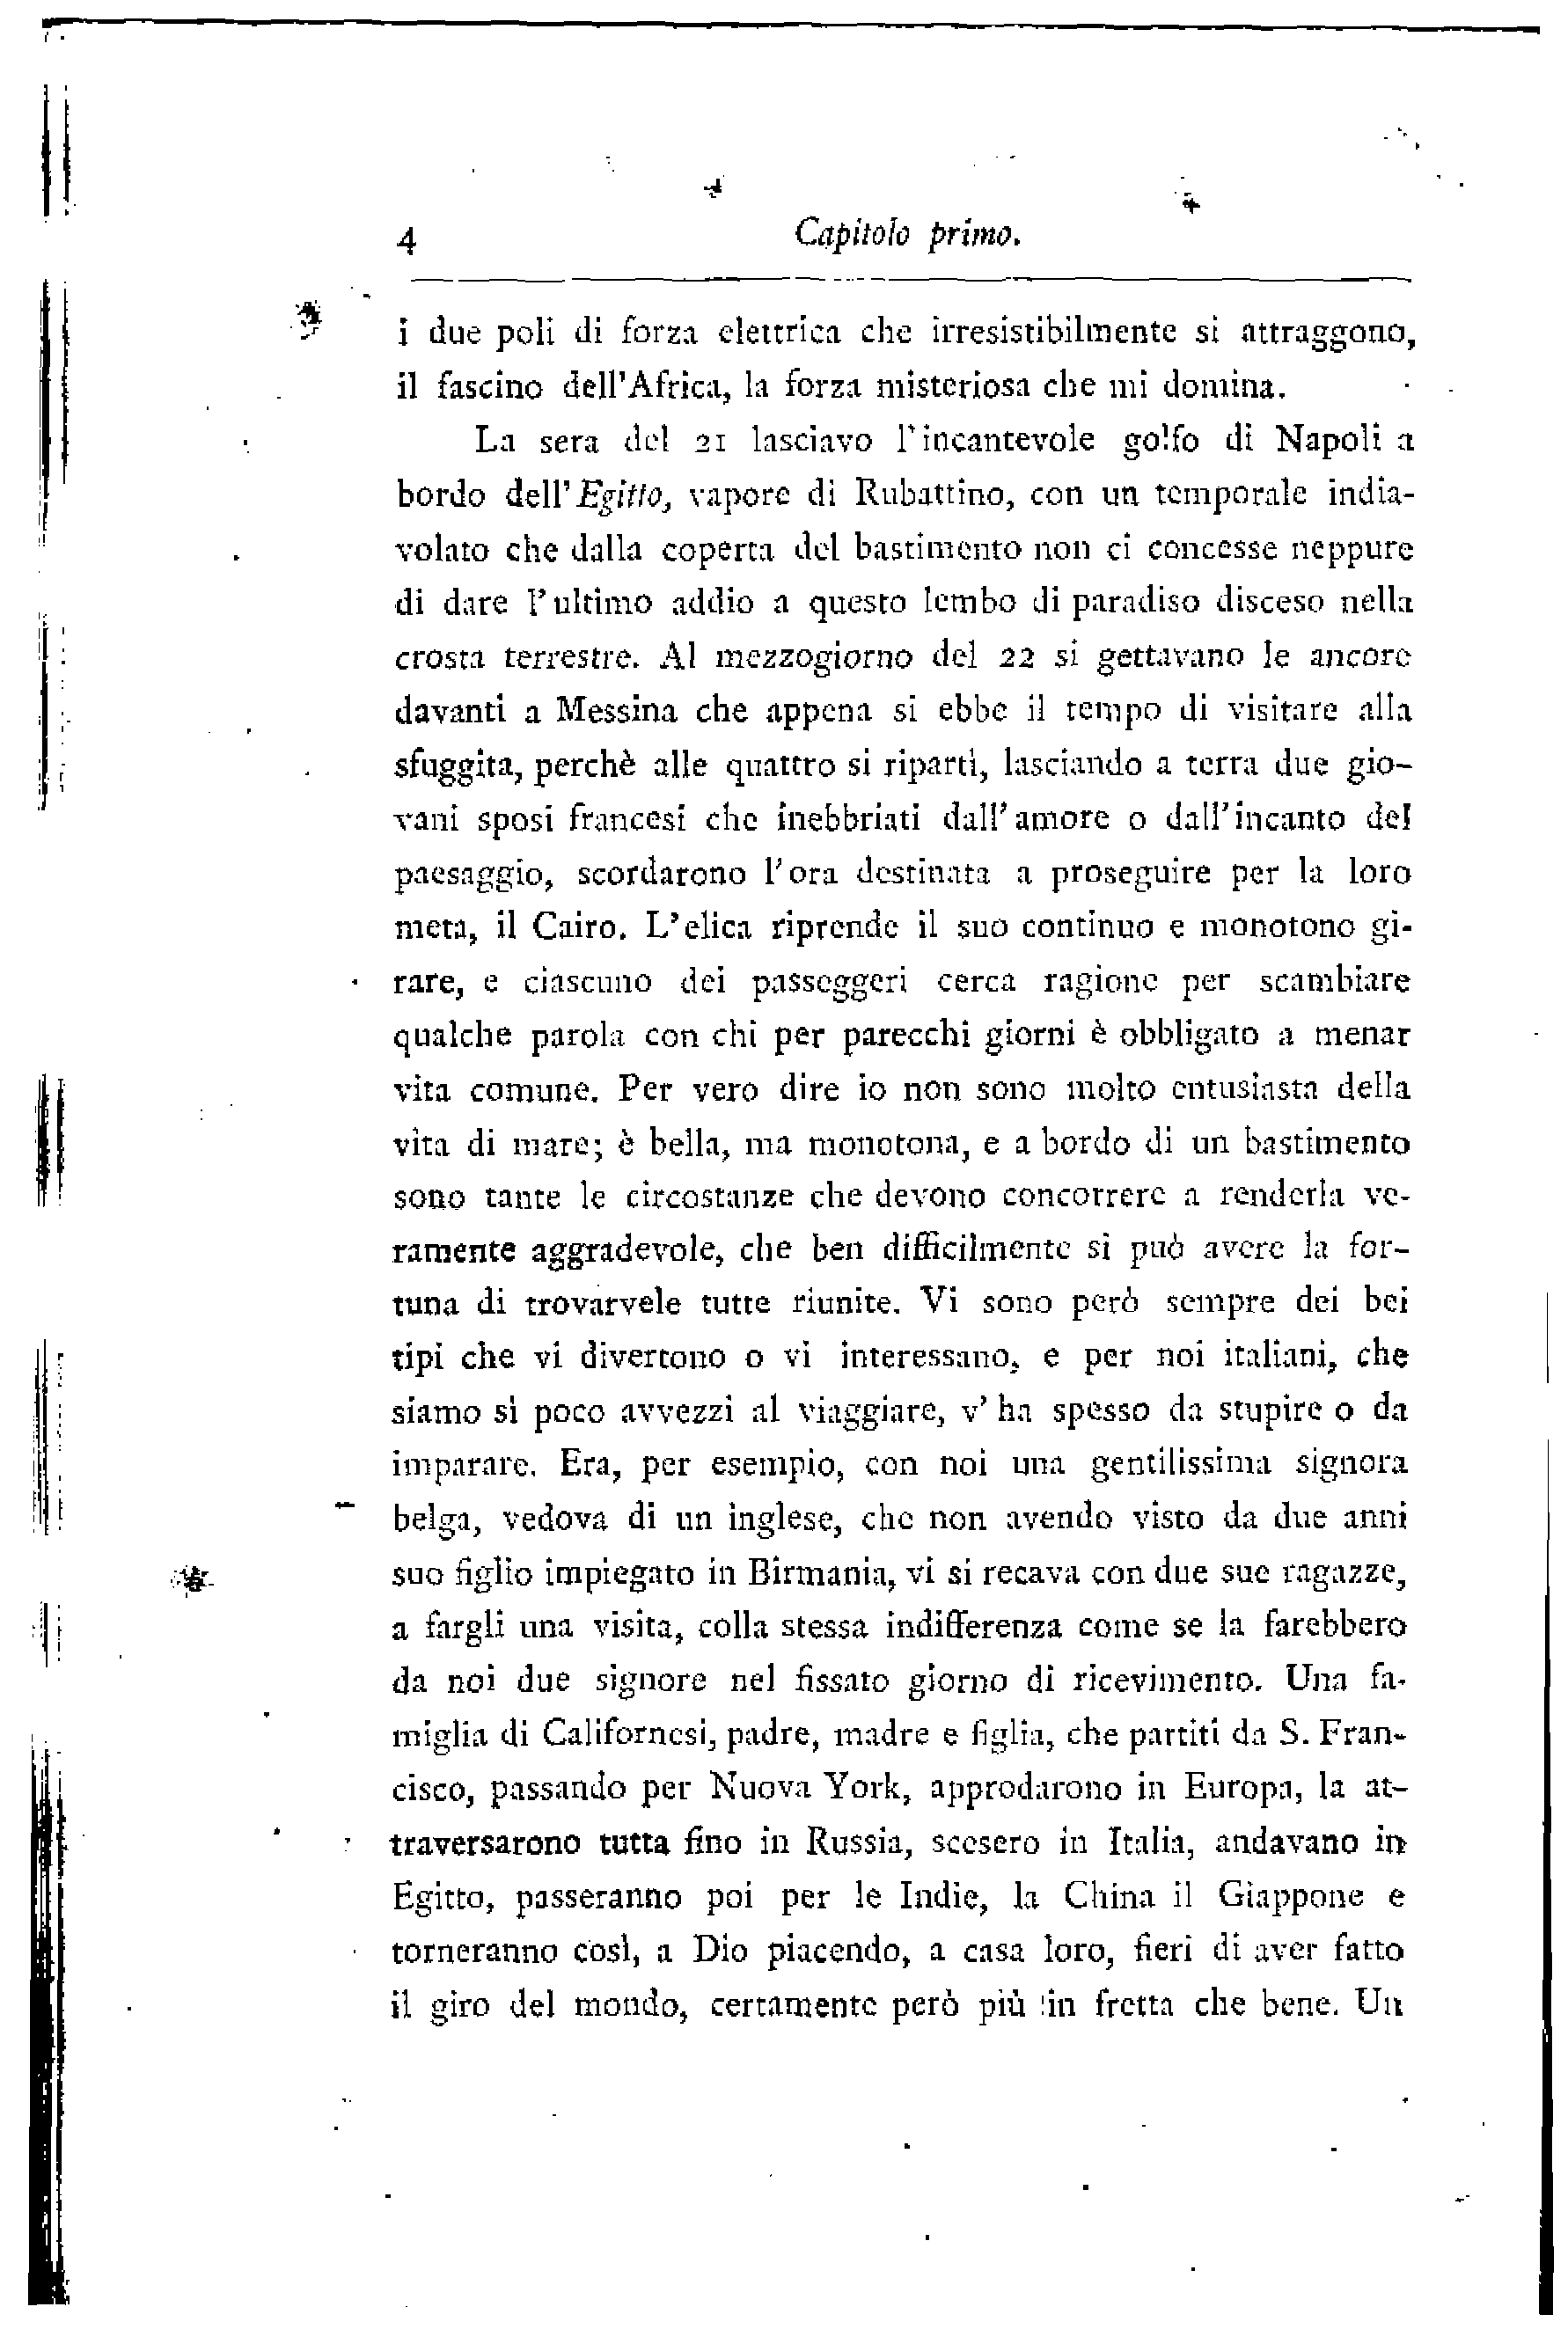 4
Capitolo primo.
i due poli di forza elettrica che irresistibilmente si attraggono,
il fascino dell'Africa, la forza misteriosa che mi domina.
La sera del 21 lasciavo l'incantevole golfo di Napoli a
bordo dell'Egitto, vapore di Rubattino, con un temporale india-
volato che dalla coperta del bastimento non ci concesse neppure
di dare l'ultimo addio a questo lembo di paradiso disceso nella
crosta terrestre. Al mezzogiorno del 22 si gettavano le ancore
davanti a Messina che appena si ebbe il tempo di visitare alla
sfuggita, perchè alle quattro si ripartì, lasciando a terra due gio-
vani sposi francesi che inebbriati dall'amore o dall'incanto del
paesaggio, scordarono l'ora destinata a proseguire per la loro
meta, il Cairo. L'elica riprende il suo continuo e monotono gi-
rare, e ciascuno dei passeggeri cerca ragione per scambiare
qualche parola con chi per parecchi giorni è obbligato a menar
vita comune. Per vero dire io non sono molto entusiasta della
vita di mare; è bella, ma monotona, e a bordo di un bastimento
sono tante le circostanze che devono concorrere a renderla ve-
ramente aggradevole, che ben difficilmente si può avere la for-
tuna di trovarvele tutte riunite. Vi sono però sempre dei bei
tipi che vi divertono o vi interessano, e per noi italiani, che
siamo sì poco avvezzi al viaggiare, v'ha spesso da stupire o da
imparare. Era, per esempio, con noi una gentilissima signora
belga, vedova di un inglese, che non avendo visto da due anni
suo figlio impiegato in Birmania, vi si recava con due sue ragazze,
a fargli una visita, colla stessa indifferenza come se la farebbero
da noi due signore nel fissato giorno di ricevimento. Una fa-
miglia di Californesi, padre, madre e figlia, che partiti da S. Fran-
cisco, passando per Nuova York, approdarono in Europa, la at-
traversarono tutta fino in Russia, scesero in Italia, andavano in
Egitto, passeranno poi per le Indie, la China il Giappone e
torneranno così, a Dio piacendo, a casa loro, fieri di aver fatto
il giro del mondo, certamente però più in fretta che bene. Un